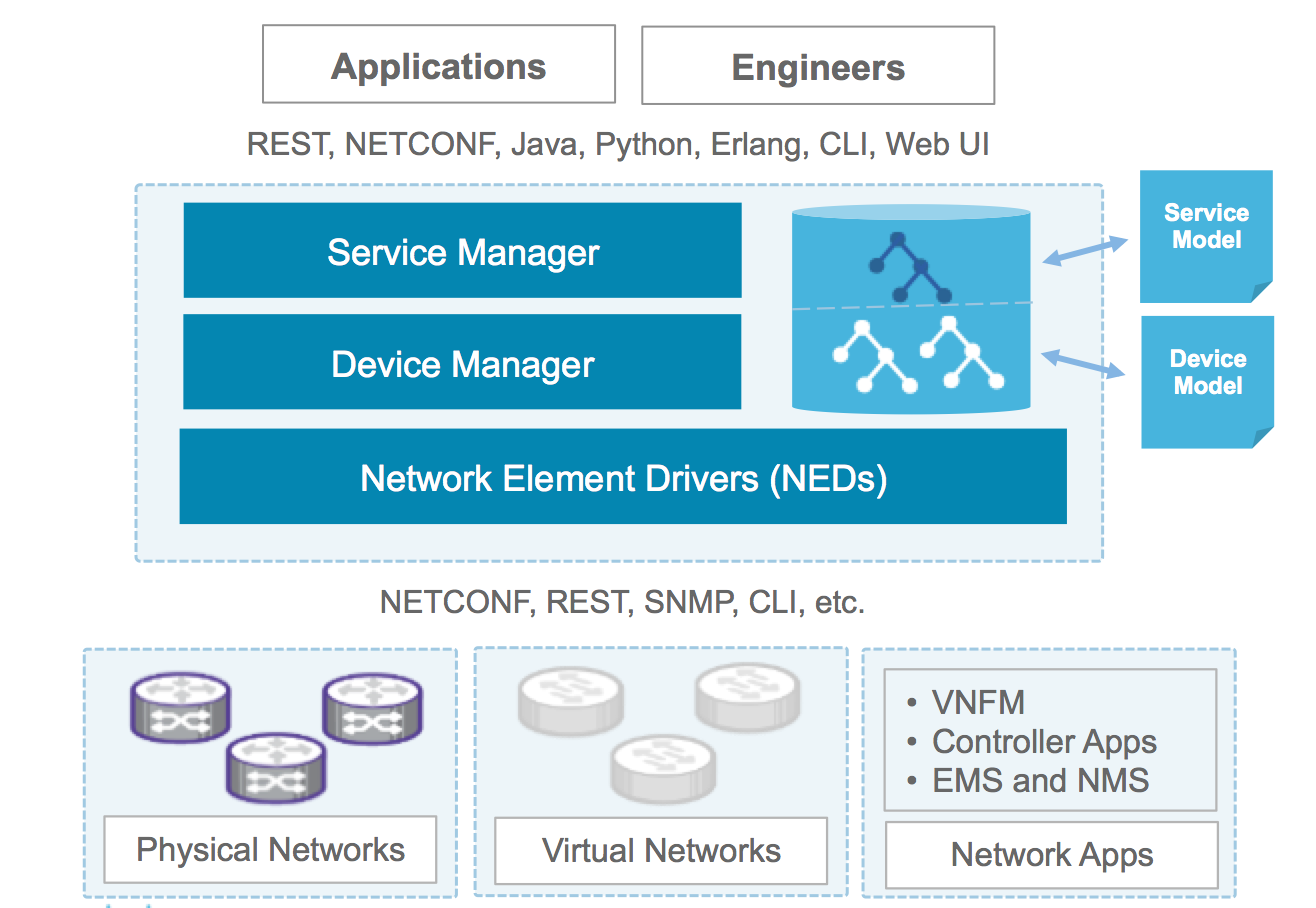 Applications
Engineers
REST, NETCONF, Java, Python, Erlang, CLI, Web UI
Service Manager
Service
Model
Device Manager
Device
Model
Network Element Drivers (NEDs)
NETCONF, REST, SNMP, CLI, etc.
• VNFM
• Controller Apps
• EMS and NMS
Physical Networks
Virtual Networks
Network Apps